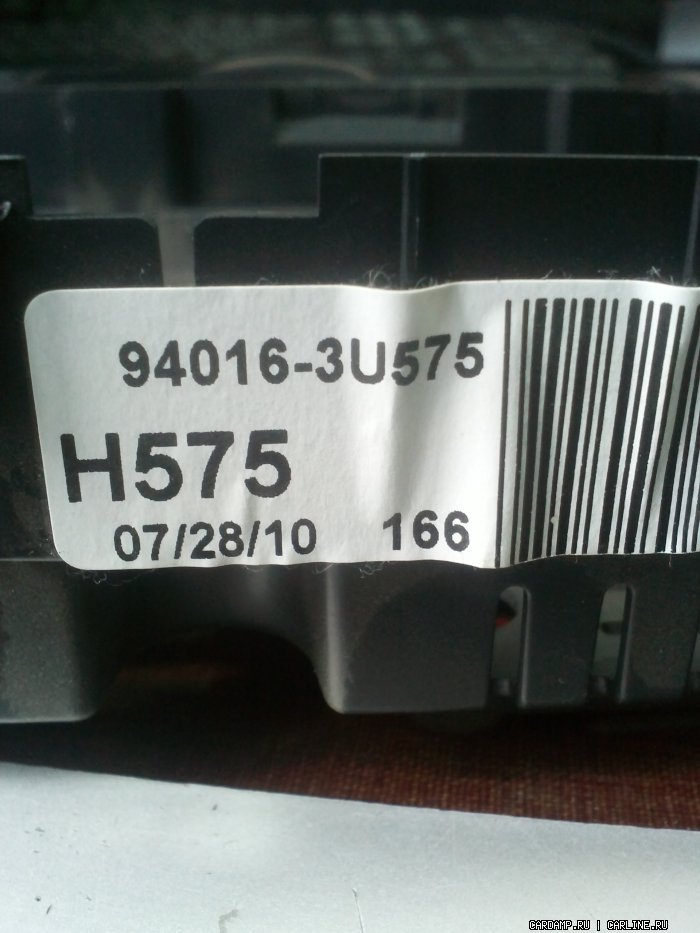 94016-3U575
H575
07/28/10 166
CARDAMP.RU | CARLINE.RU